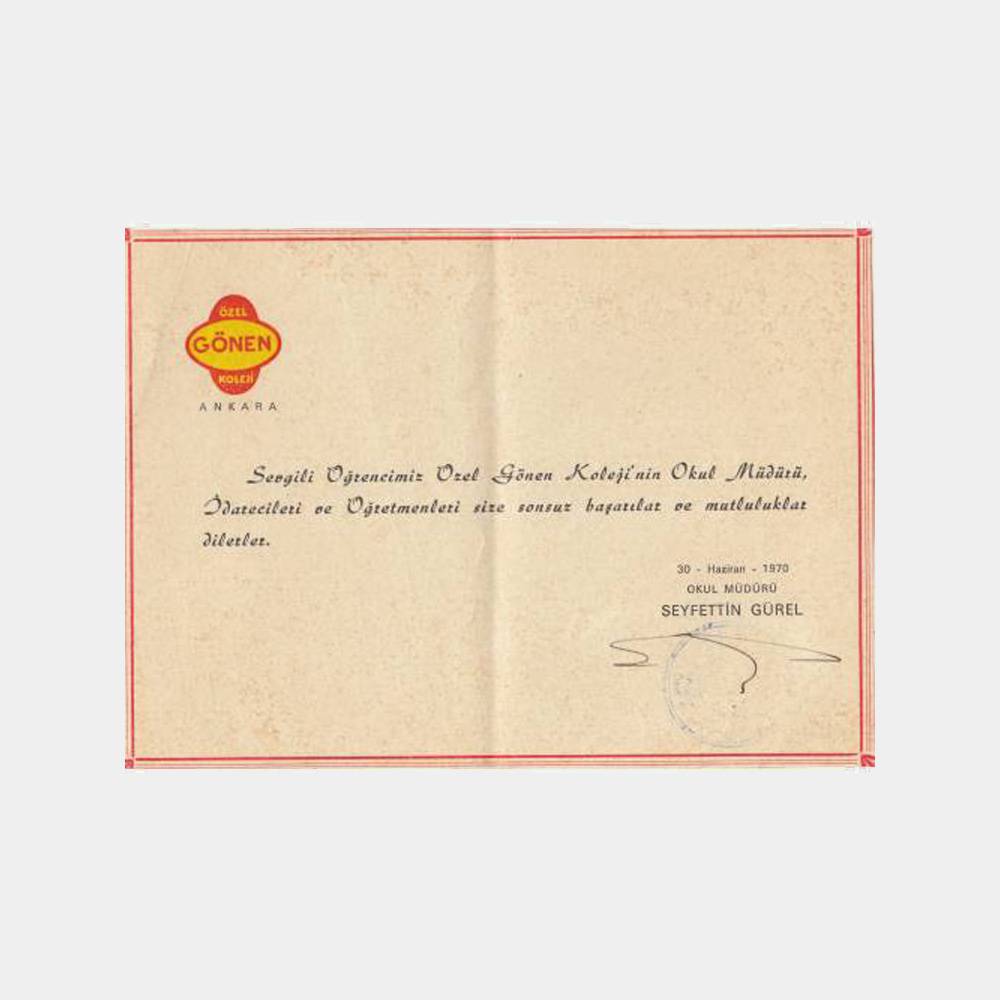 ÖZEL
GÖNEN
KOLEJİ
ANKARA
Sevgili Öğrencimiz Özel Gönen Koleji'nin Okul Müdürü,
İdarecileri ve Öğretmenleri size sonsuz başarılar ve mutluluklar
dilerler.
30 - Haziran - 1970
OKUL MÜDÜRÜ
SEYFETTİN GÜREL